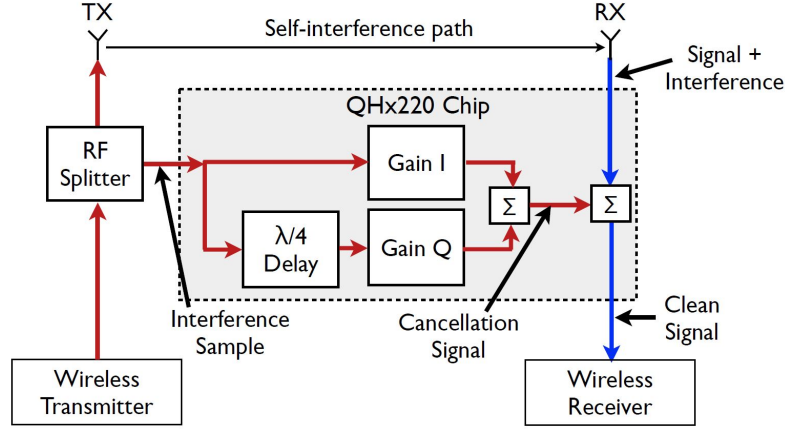 TX
RX
Self-interference path
Signal +
Interference
QHx220 Chip
RF
Splitter
Gain I
Σ
Σ
λ/4
Delay
Gain Q
Interference
Sample
Cancellation
Signal
Clean
Signal
Wireless
Transmitter
Wireless
Receiver